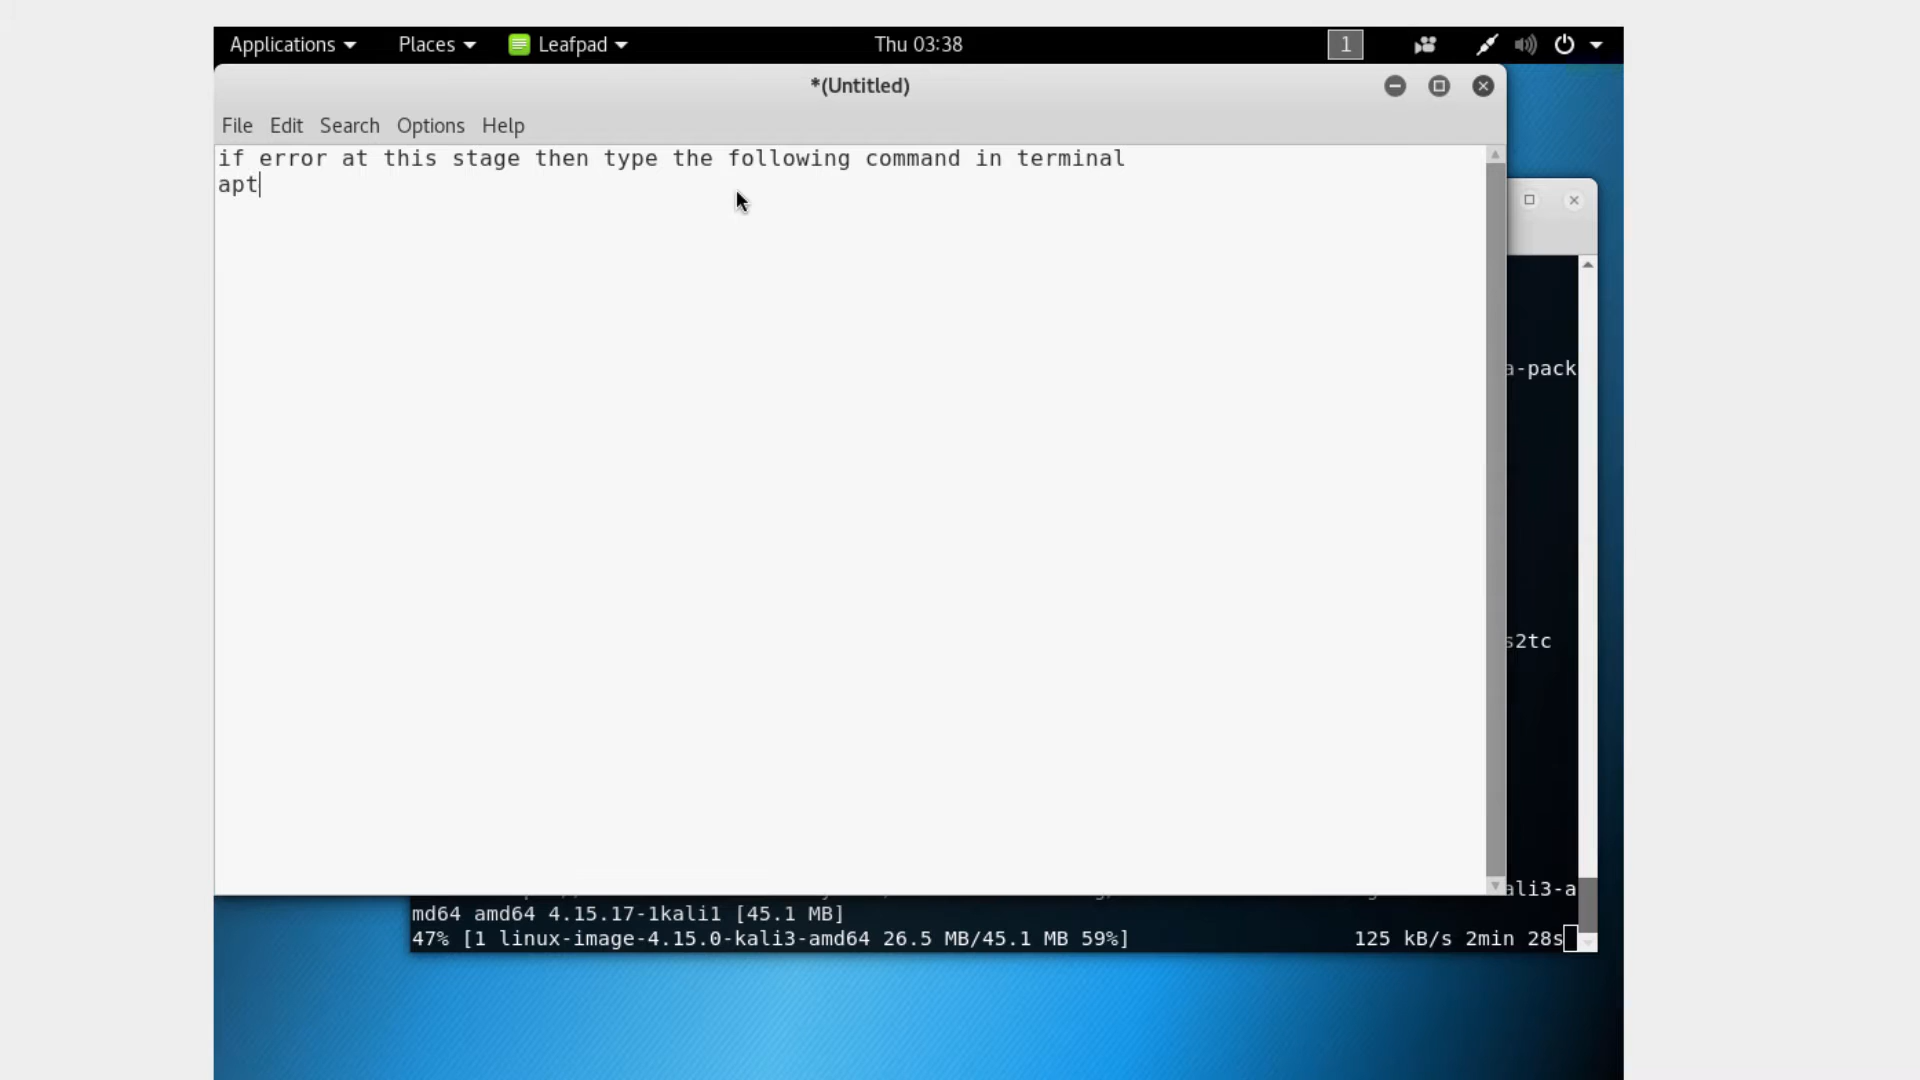 Applications Places Leafpad Thu 03:38 1
*(Untitled)
File Edit Search Options Help
if error at this stage then type the following command in terminal
apt
a-pack
s2tc
ali3-a
md64 amd64 4.15.17-1kali1 [45.1 MB]
47% [1 linux-image-4.15.0-kali3-amd64 26.5 MB/45.1 MB 59%] 125 kB/s 2min 28s